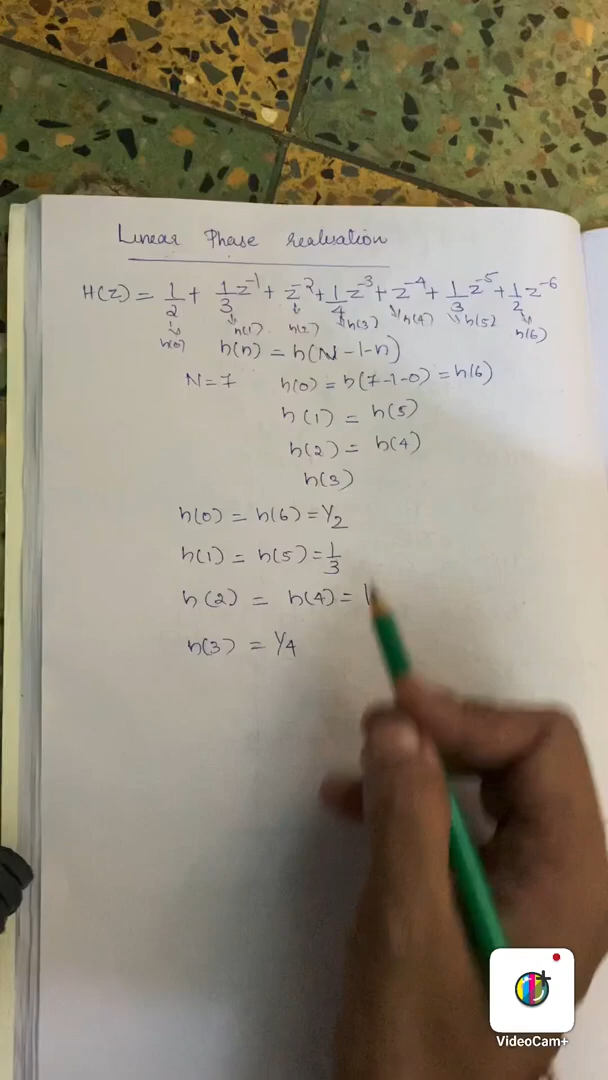 Linear Phase realisation
H(z) = 1/2 + 1/3 z^-1 + z^-2 + 1/4 z^-3 + z^-4 + 1/3 z^-5 + 1/2 z^-6
h(0) h(1) h(2) h(3) h(4) h(5) h(6)
h(n) = h(N-1-n)
N=7 h(0) = h(7-1-0) = h(6)
h(1) = h(5)
h(2) = h(4)
h(3)
h(0) = h(6) = 1/2
h(1) = h(5) = 1/3
h(2) = h(4) = 1
h(3) = 1/4
VideoCam+